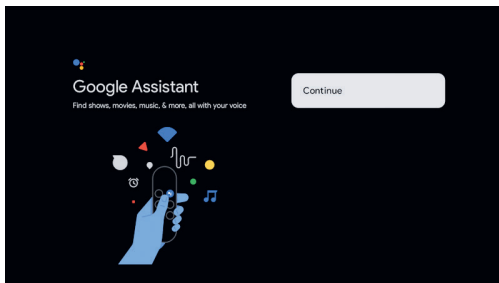 Google Assistant
Find shows, movies, music, & more, all with your voice
Continue